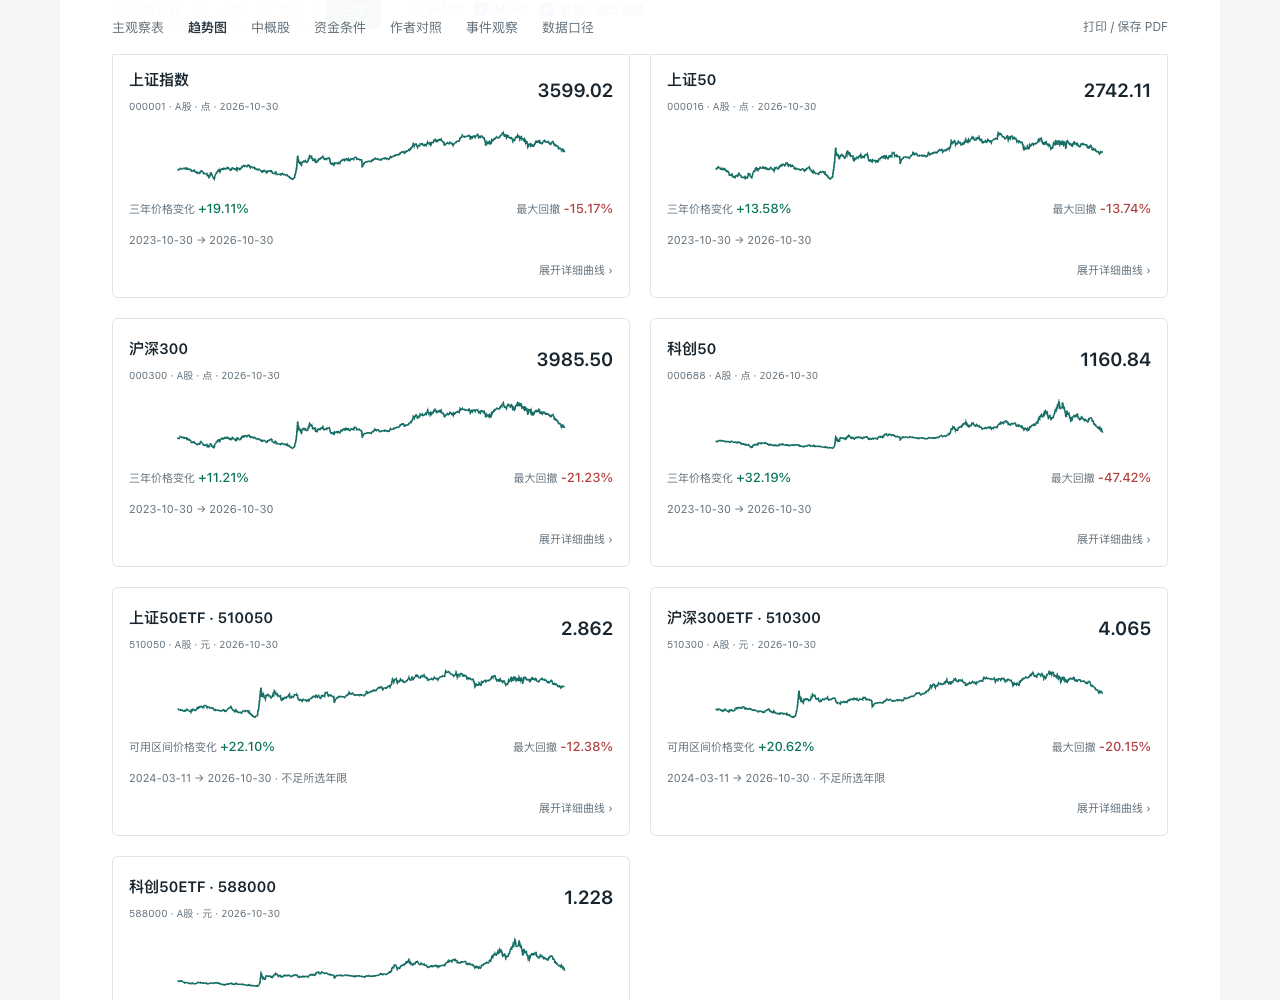 主观察表 趋势图 中概股 资金条件 作者对照 事件观察 数据口径 打印 / 保存 PDF
上证指数
3599.02
000001 · A股 · 点 · 2026-10-30
三年价格变化 +19.11% 最大回撤 -15.17%
2023-10-30 → 2026-10-30
展开详细曲线 ›
上证50
2742.11
000016 · A股 · 点 · 2026-10-30
三年价格变化 +13.58% 最大回撤 -13.74%
2023-10-30 → 2026-10-30
展开详细曲线 ›
沪深300
3985.50
000300 · A股 · 点 · 2026-10-30
三年价格变化 +11.21% 最大回撤 -21.23%
2023-10-30 → 2026-10-30
展开详细曲线 ›
科创50
1160.84
000688 · A股 · 点 · 2026-10-30
三年价格变化 +32.19% 最大回撤 -47.42%
2023-10-30 → 2026-10-30
展开详细曲线 ›
上证50ETF · 510050
2.862
510050 · A股 · 元 · 2026-10-30
可用区间价格变化 +22.10% 最大回撤 -12.38%
2024-03-11 → 2026-10-30 · 不足所选年限
展开详细曲线 ›
沪深300ETF · 510300
4.065
510300 · A股 · 元 · 2026-10-30
可用区间价格变化 +20.62% 最大回撤 -20.15%
2024-03-11 → 2026-10-30 · 不足所选年限
展开详细曲线 ›
科创50ETF · 588000
1.228
588000 · A股 · 元 · 2026-10-30